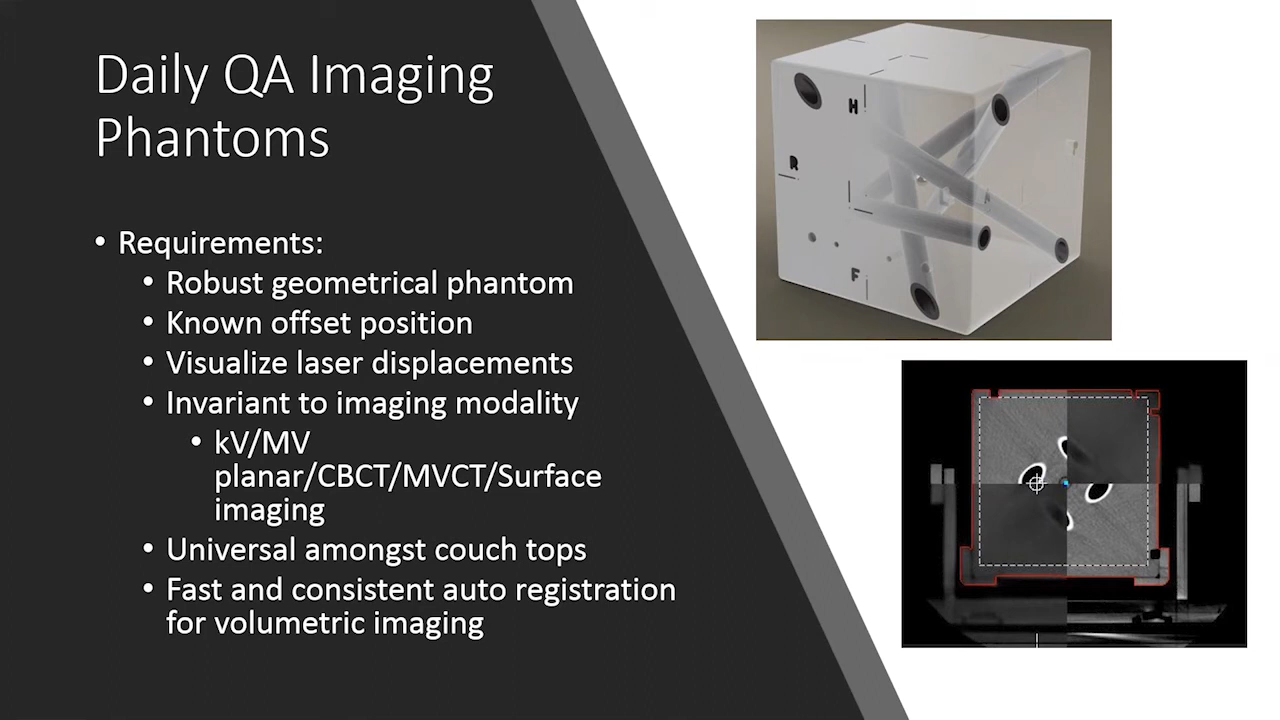 Daily QA Imaging
Phantoms
• Requirements:
• Robust geometrical phantom
• Known offset position
• Visualize laser displacements
• Invariant to imaging modality
• kV/MV
planar/CBCT/MVCT/Surface
imaging
• Universal amongst couch tops
• Fast and consistent auto registration
for volumetric imaging
H
R
A
F